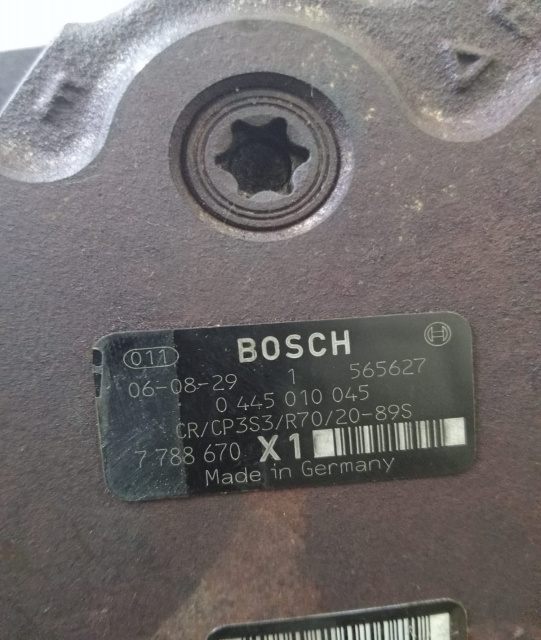 011 BOSCH
06-08-29 1 565627
0 445 010 045
CR/CP3S3/R70/20-89S
7 788 670 X1
Made in Germany